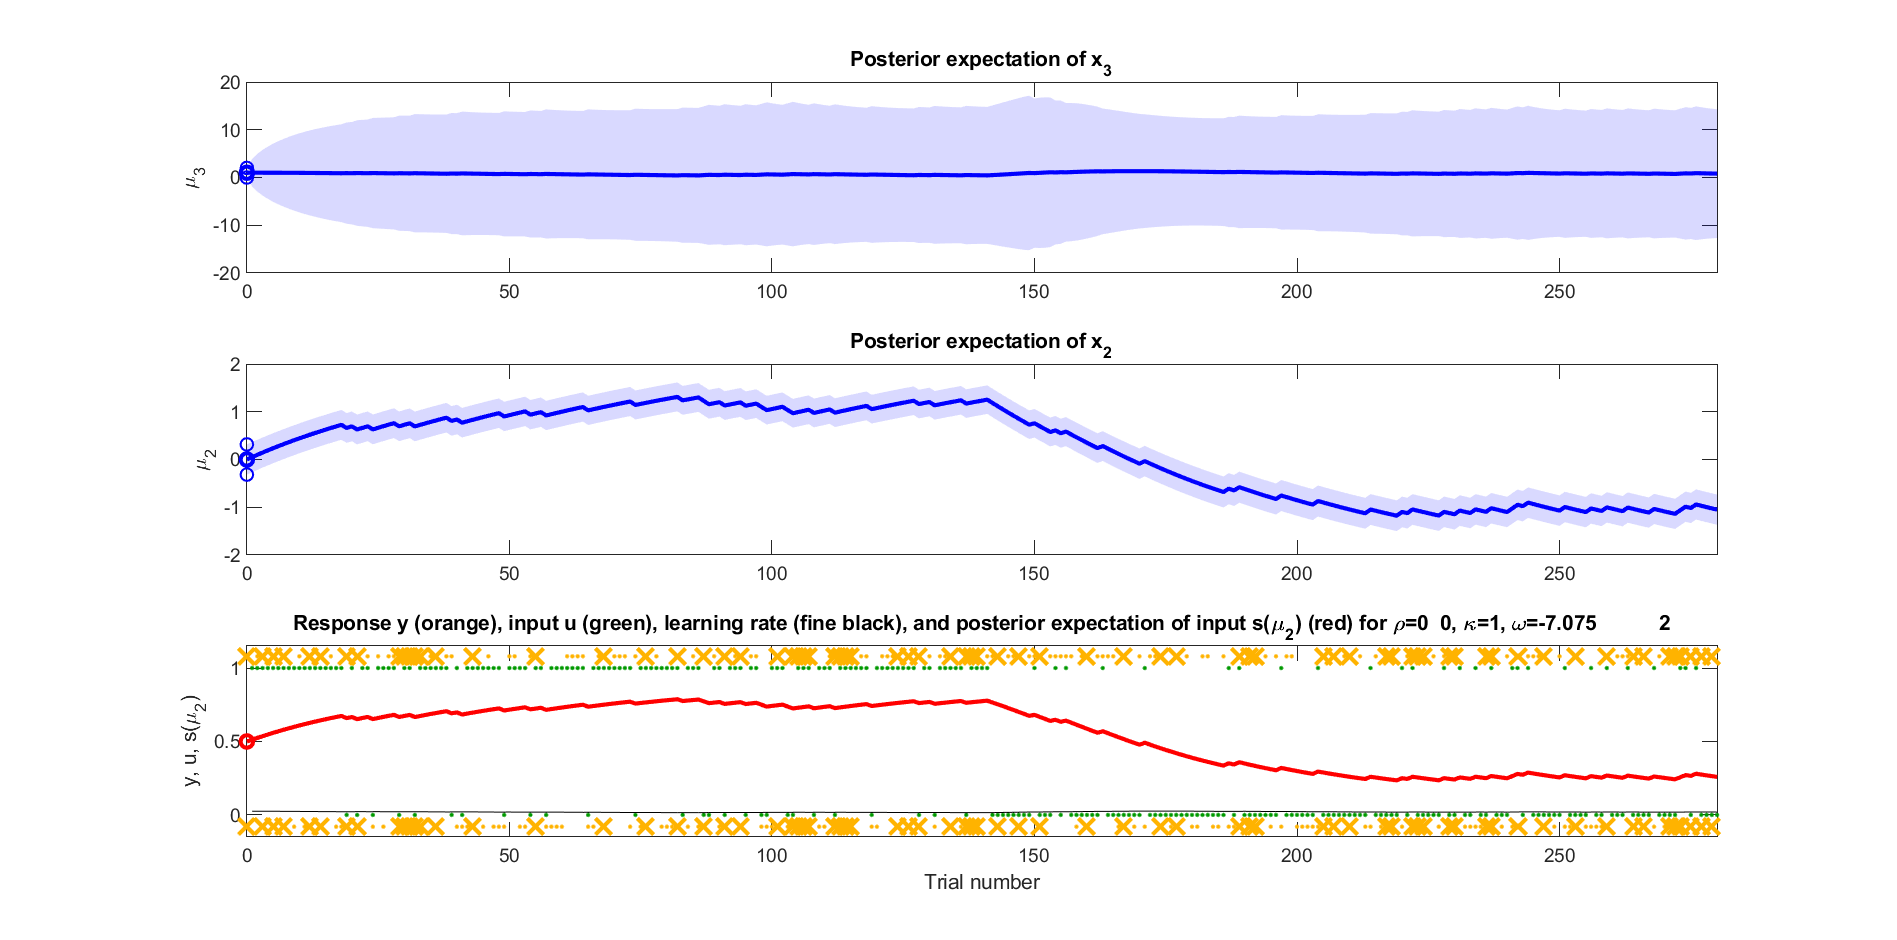 Posterior expectation of x₃
20
10
0
-10
-20
μ₃
0 50 100 150 200 250
Posterior expectation of x₂
2
1
0
-1
-2
μ₂
0 50 100 150 200 250
Response y (orange), input u (green), learning rate (fine black), and posterior expectation of input s(μ₂) (red) for ρ=0 0, κ=1, ω=-7.075 2
1
0.5
0
y, u, s(μ₂)
0 50 100 150 200 250
Trial number